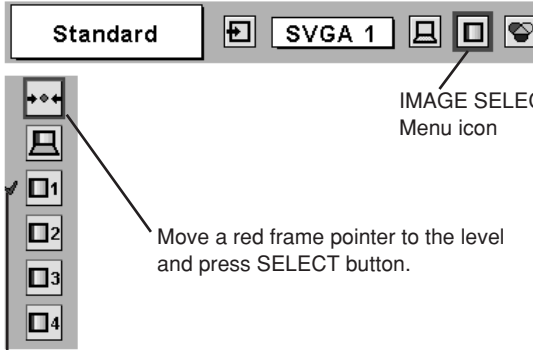 Standard
SVGA 1
IMAGE SELEC
Menu icon
Move a red frame pointer to the level
and press SELECT button.
1
2
3
4